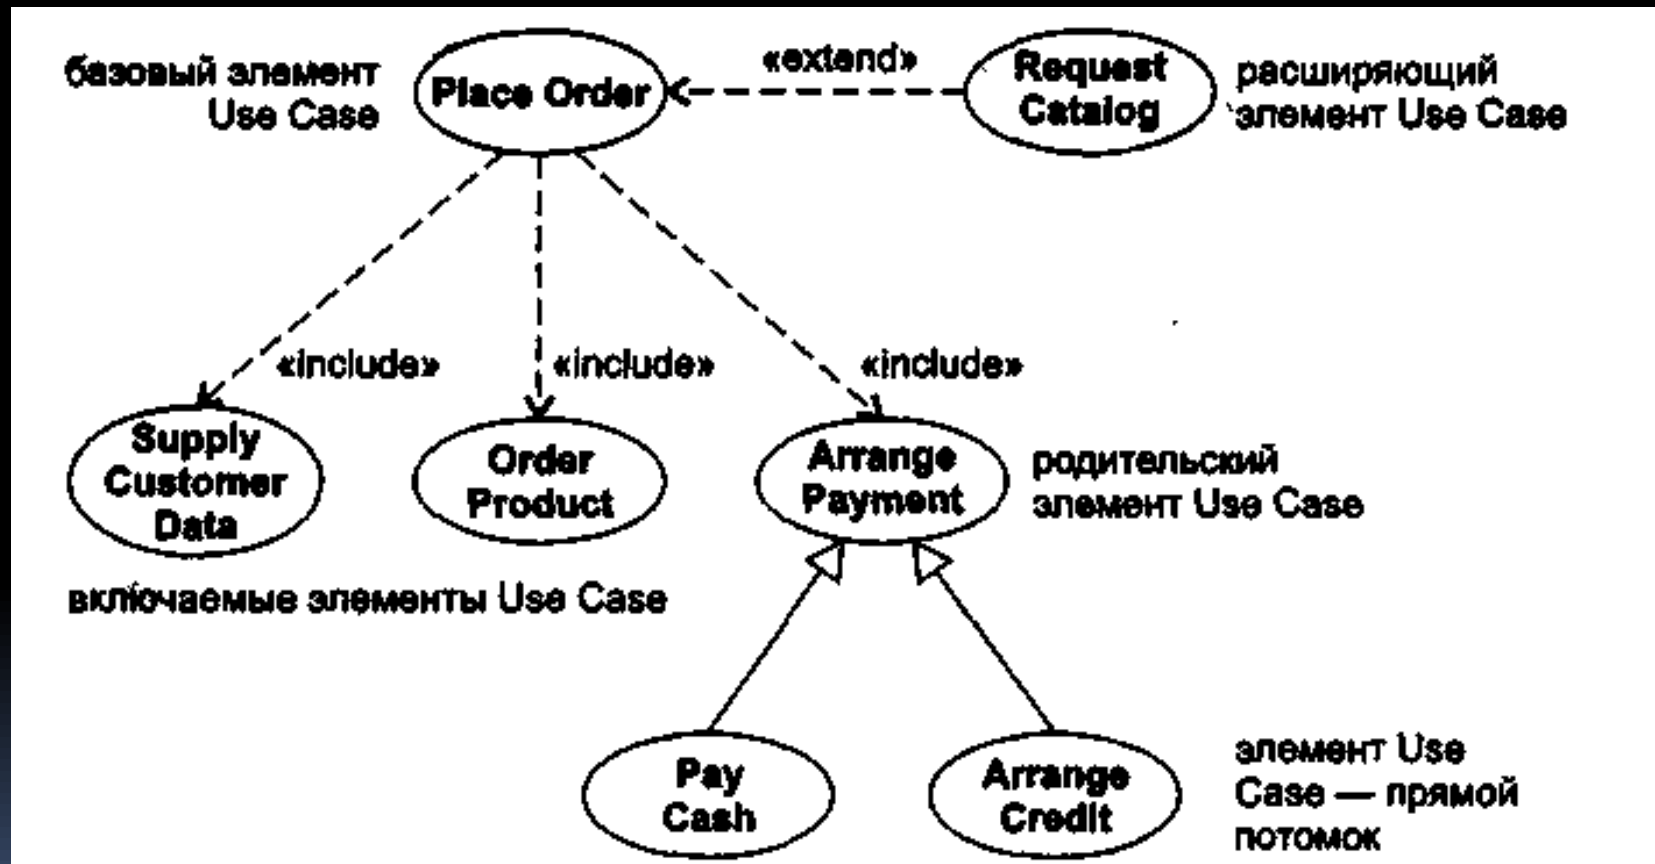 базовый элемент
Use Case
Place Order
«extend»
Request
Catalog
расширяющий
элемент Use Case
«include»
«include»
«include»
Supply
Customer
Data
Order
Product
Arrange
Payment
родительский
элемент Use Case
включаемые элементы Use Case
Pay
Cash
Arrange
Credit
элемент Use
Case — прямой
потомок